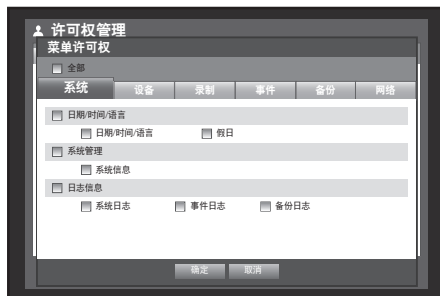 许可权管理
菜单许可权
全部
系统 设备 录制 事件 备份 网络
日期/时间/语言
日期/时间/语言 假日
系统管理
系统信息
日志信息
系统日志 事件日志 备份日志
确定 取消